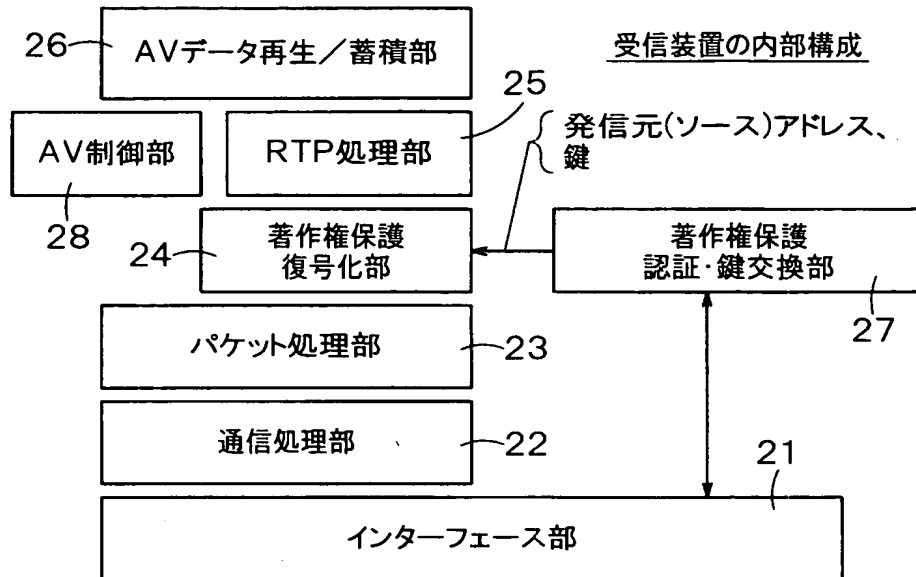 26
AVデータ再生/蓄積部
受信装置の内部構成
25
発信元(ソース)アドレス、
鍵
AV制御部
RTP処理部
28
24
著作権保護
復号化部
著作権保護
認証・鍵交換部
27
パケット処理部
23
通信処理部
22
21
インターフェース部